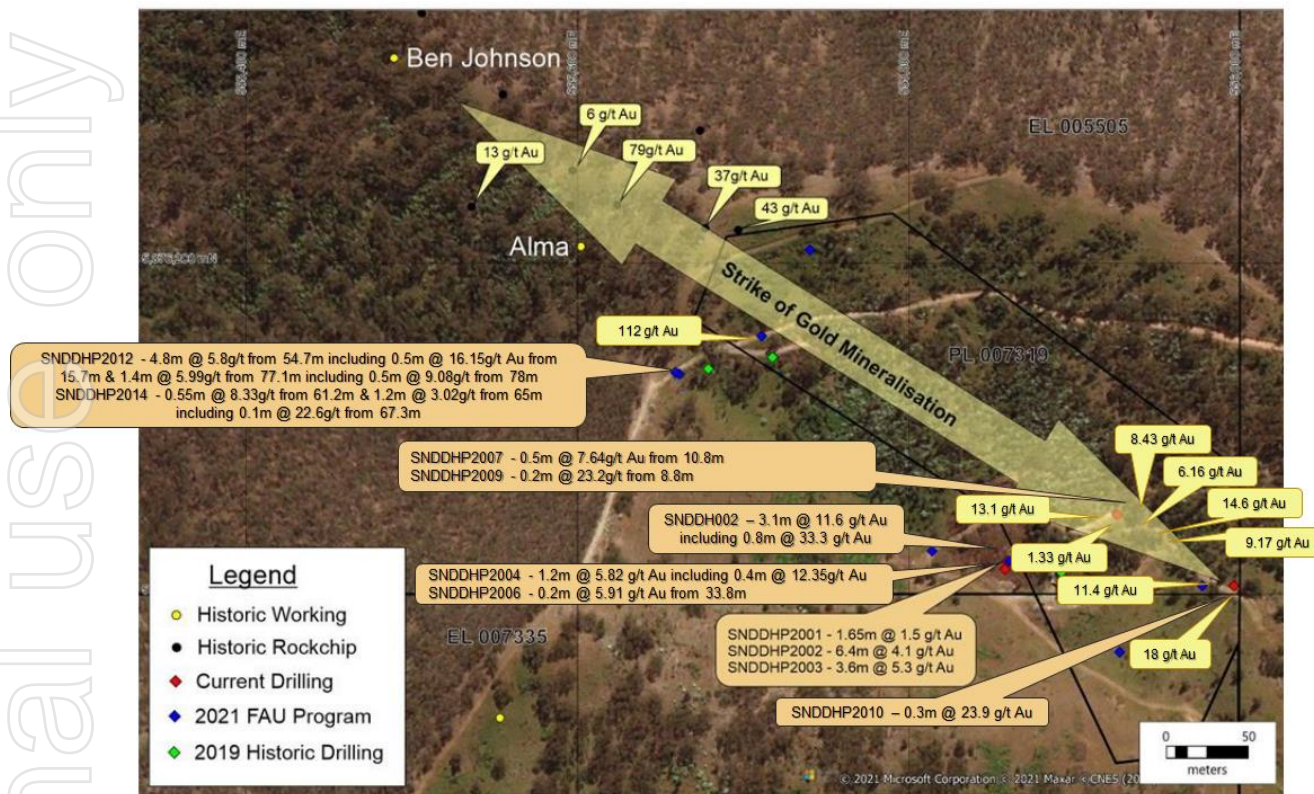 Ben Johnson
EL 005505
6 g/t Au
79g/t Au
13 g/t Au
37g/t Au
43 g/t Au
Alma
Strike of Gold Mineralisation
112 g/t Au
PL 007319
SNDDHP2012 - 4.8m @ 5.8g/t from 54.7m including 0.5m @ 16.15g/t Au from
15.7m & 1.4m @ 5.99g/t from 77.1m including 0.5m @ 9.08g/t from 78m
SNDDHP2014 - 0.55m @ 8.33g/t from 61.2m & 1.2m @ 3.02g/t from 65m
including 0.1m @ 22.6g/t from 67.3m
8.43 g/t Au
SNDDHP2007 - 0.5m @ 7.64g/t Au from 10.8m
SNDDHP2009 - 0.2m @ 23.2g/t from 8.8m
6.16 g/t Au
14.6 g/t Au
13.1 g/t Au
SNDDH002 – 3.1m @ 11.6 g/t Au
including 0.8m @ 33.3 g/t Au
9.17 g/t Au
1.33 g/t Au
SNDDHP2004 - 1.2m @ 5.82 g/t Au including 0.4m @ 12.35g/t Au
SNDDHP2006 - 0.2m @ 5.91 g/t Au from 33.8m
11.4 g/t Au
SNDDHP2001 - 1.65m @ 1.5 g/t Au
SNDDHP2002 - 6.4m @ 4.1 g/t Au
SNDDHP2003 - 3.6m @ 5.3 g/t Au
18 g/t Au
EL 007335
SNDDHP2010 – 0.3m @ 23.9 g/t Au
Legend
Historic Working
Historic Rockchip
Current Drilling
2021 FAU Program
2019 Historic Drilling
0 50
meters
© 2021 Microsoft Corporation © 2021 Maxar © CNES (20
use only